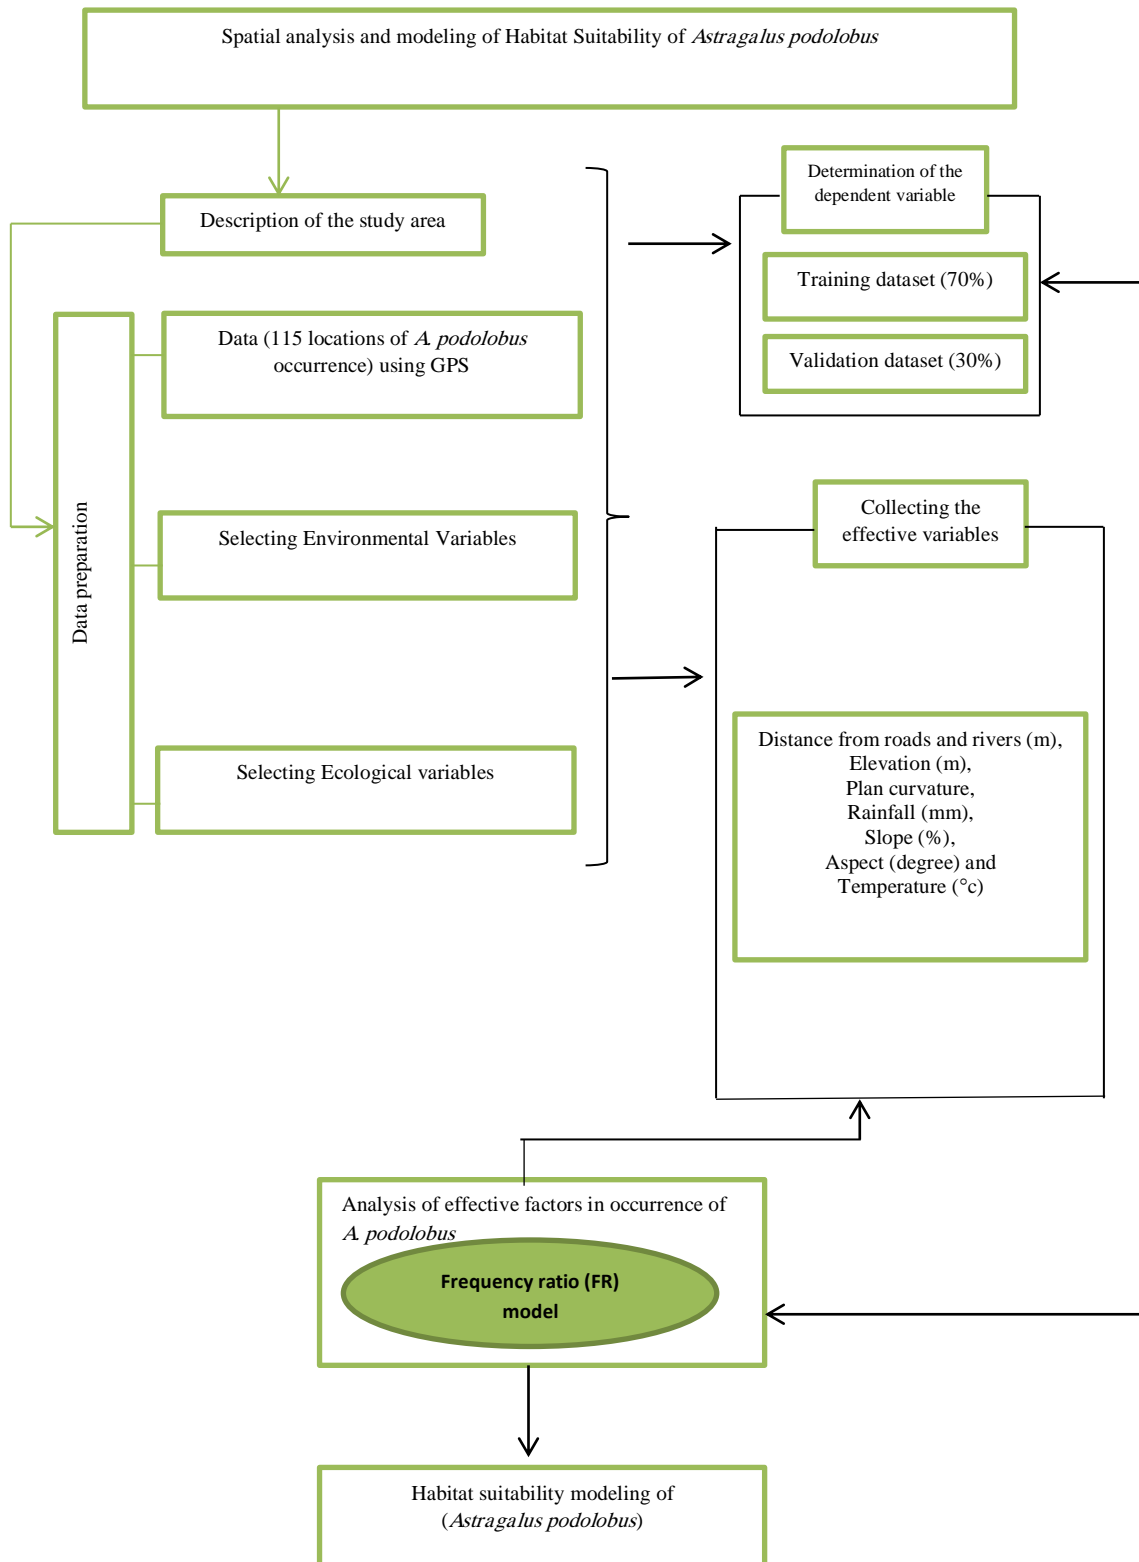 Spatial analysis and modeling of Habitat Suitability of Astragalus podolobus
Description of the study area
Data preparation
Data (115 locations of A. podolobus
occurrence) using GPS
Selecting Environmental Variables
Selecting Ecological variables
Determination of the
dependent variable
Training dataset (70%)
Validation dataset (30%)
Collecting the
effective variables
Distance from roads and rivers (m),
Elevation (m),
Plan curvature,
Rainfall (mm),
Slope (%),
Aspect (degree) and
Temperature (°c)
Analysis of effective factors in occurrence of
A. podolobus
Frequency ratio (FR)
model
Habitat suitability modeling of
(Astragalus podolobus)